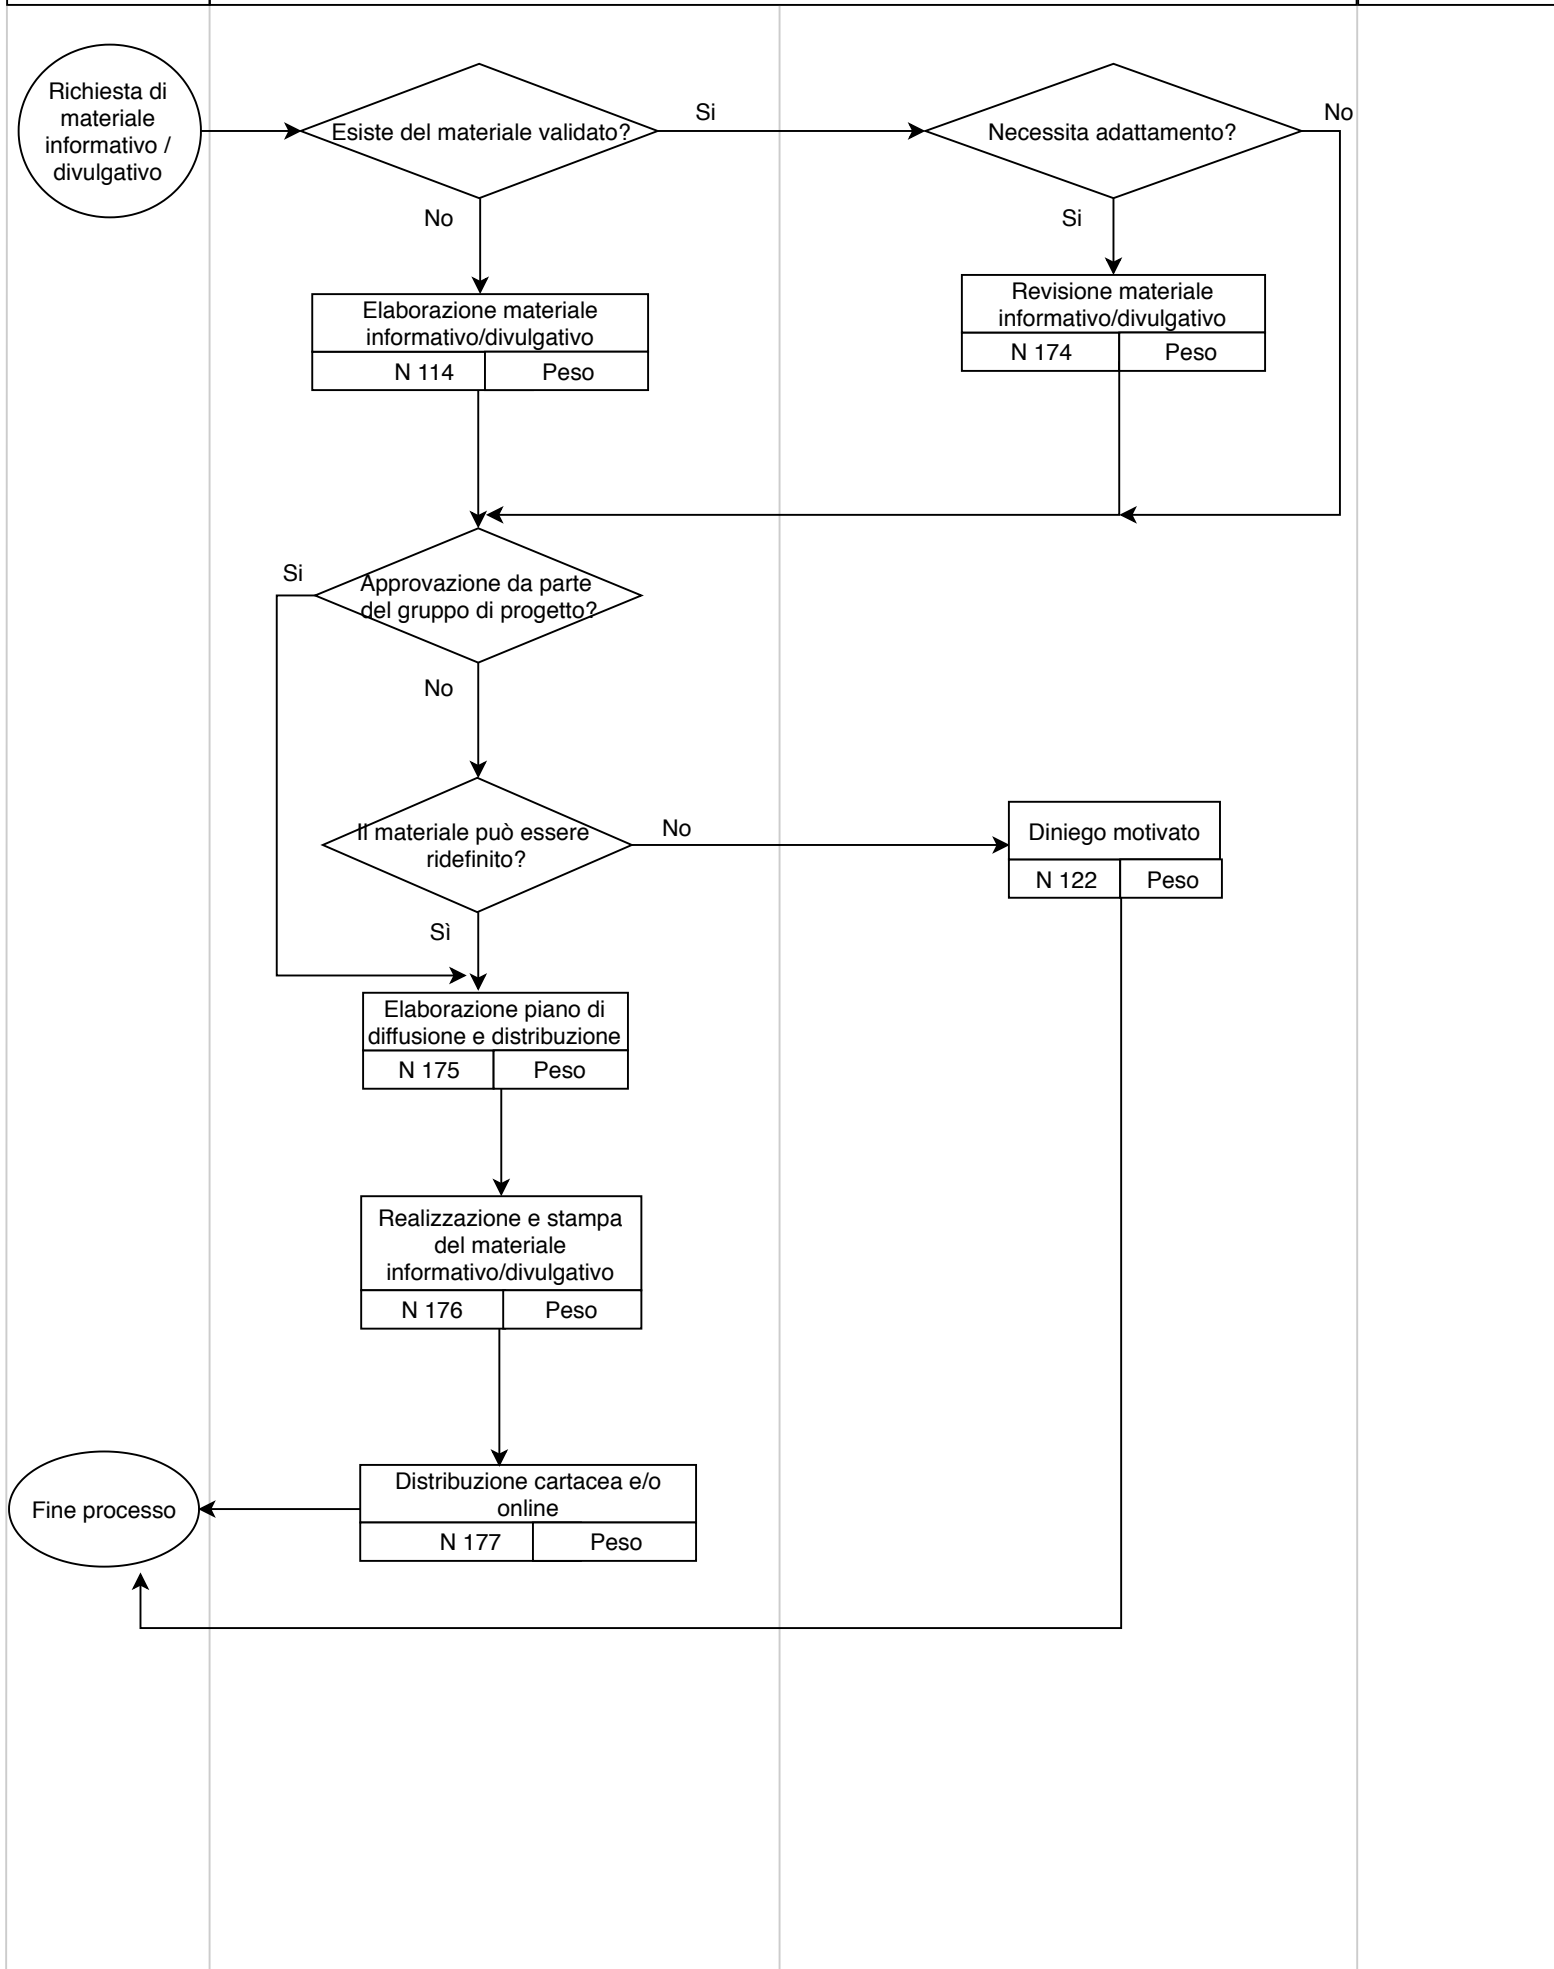 Richiesta di
materiale
informativo /
divulgativo
Esiste del materiale validato?
Si
Necessita adattamento?
No
No
Si
Elaborazione materiale
informativo/divulgativo
N 114
Peso
Revisione materiale
informativo/divulgativo
N 174
Peso
Si
Approvazione da parte
del gruppo di progetto?
No
Il materiale può essere
ridefinito?
No
Diniego motivato
N 122
Peso
Sì
Elaborazione piano di
diffusione e distribuzione
N 175
Peso
Realizzazione e stampa
del materiale
informativo/divulgativo
N 176
Peso
Distribuzione cartacea e/o
online
N 177
Peso
Fine processo